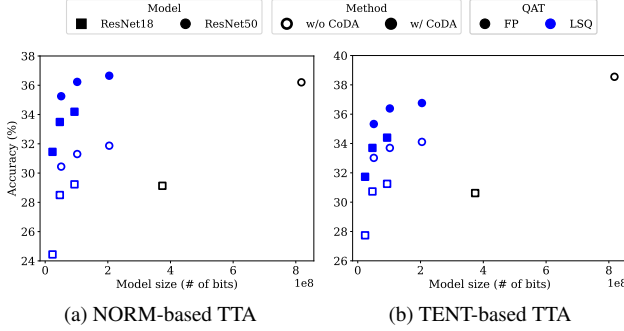 Model
ResNet18 ResNet50
Method
w/o CoDA w/ CoDA
QAT
FP LSQ
Accuracy (%)
38
36
34
32
30
28
26
24
0 2 4 6 8
1e8
Model size (# of bits)
(a) NORM-based TTA
40
38
36
34
32
30
28
26
0 2 4 6 8
1e8
Model size (# of bits)
(b) TENT-based TTA